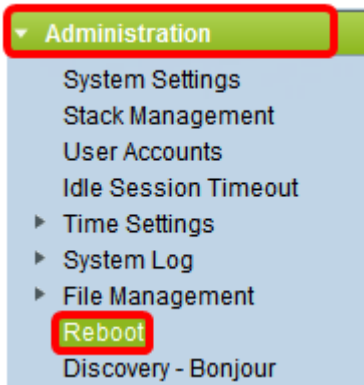 Administration
System Settings
Stack Management
User Accounts
Idle Session Timeout
Time Settings
System Log
File Management
Reboot
Discovery - Bonjour